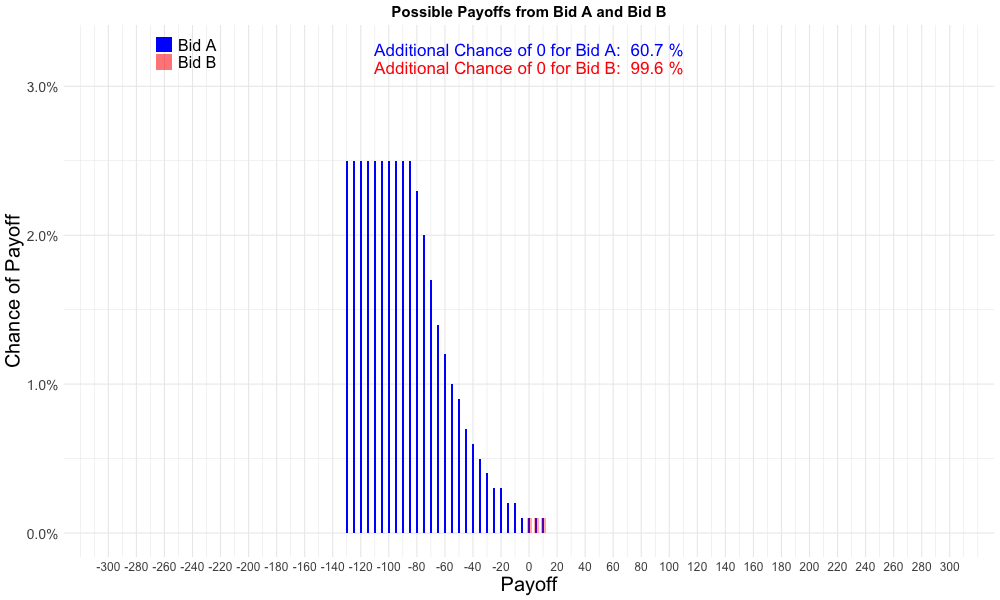 Possible Payoffs from Bid A and Bid B
Bid A
Bid B
Additional Chance of 0 for Bid A: 60.7 %
Additional Chance of 0 for Bid B: 99.6 %
Chance of Payoff
3.0%
2.0%
1.0%
0.0%
-300 -280 -260 -240 -220 -200 -180 -160 -140 -120 -100 -80 -60 -40 -20 0 20 40 60 80 100 120 140 160 180 200 220 240 260 280 300
Payoff